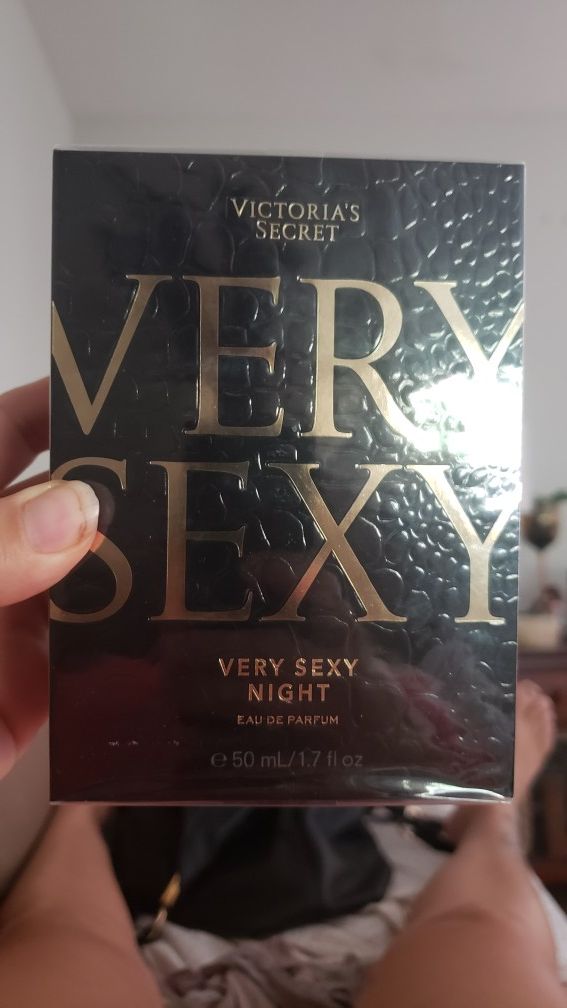 VICTORIA'S
SECRET
VERY
SEXY
VERY SEXY
NIGHT
EAU DE PARFUM
℮ 50 mL/1.7 fl oz